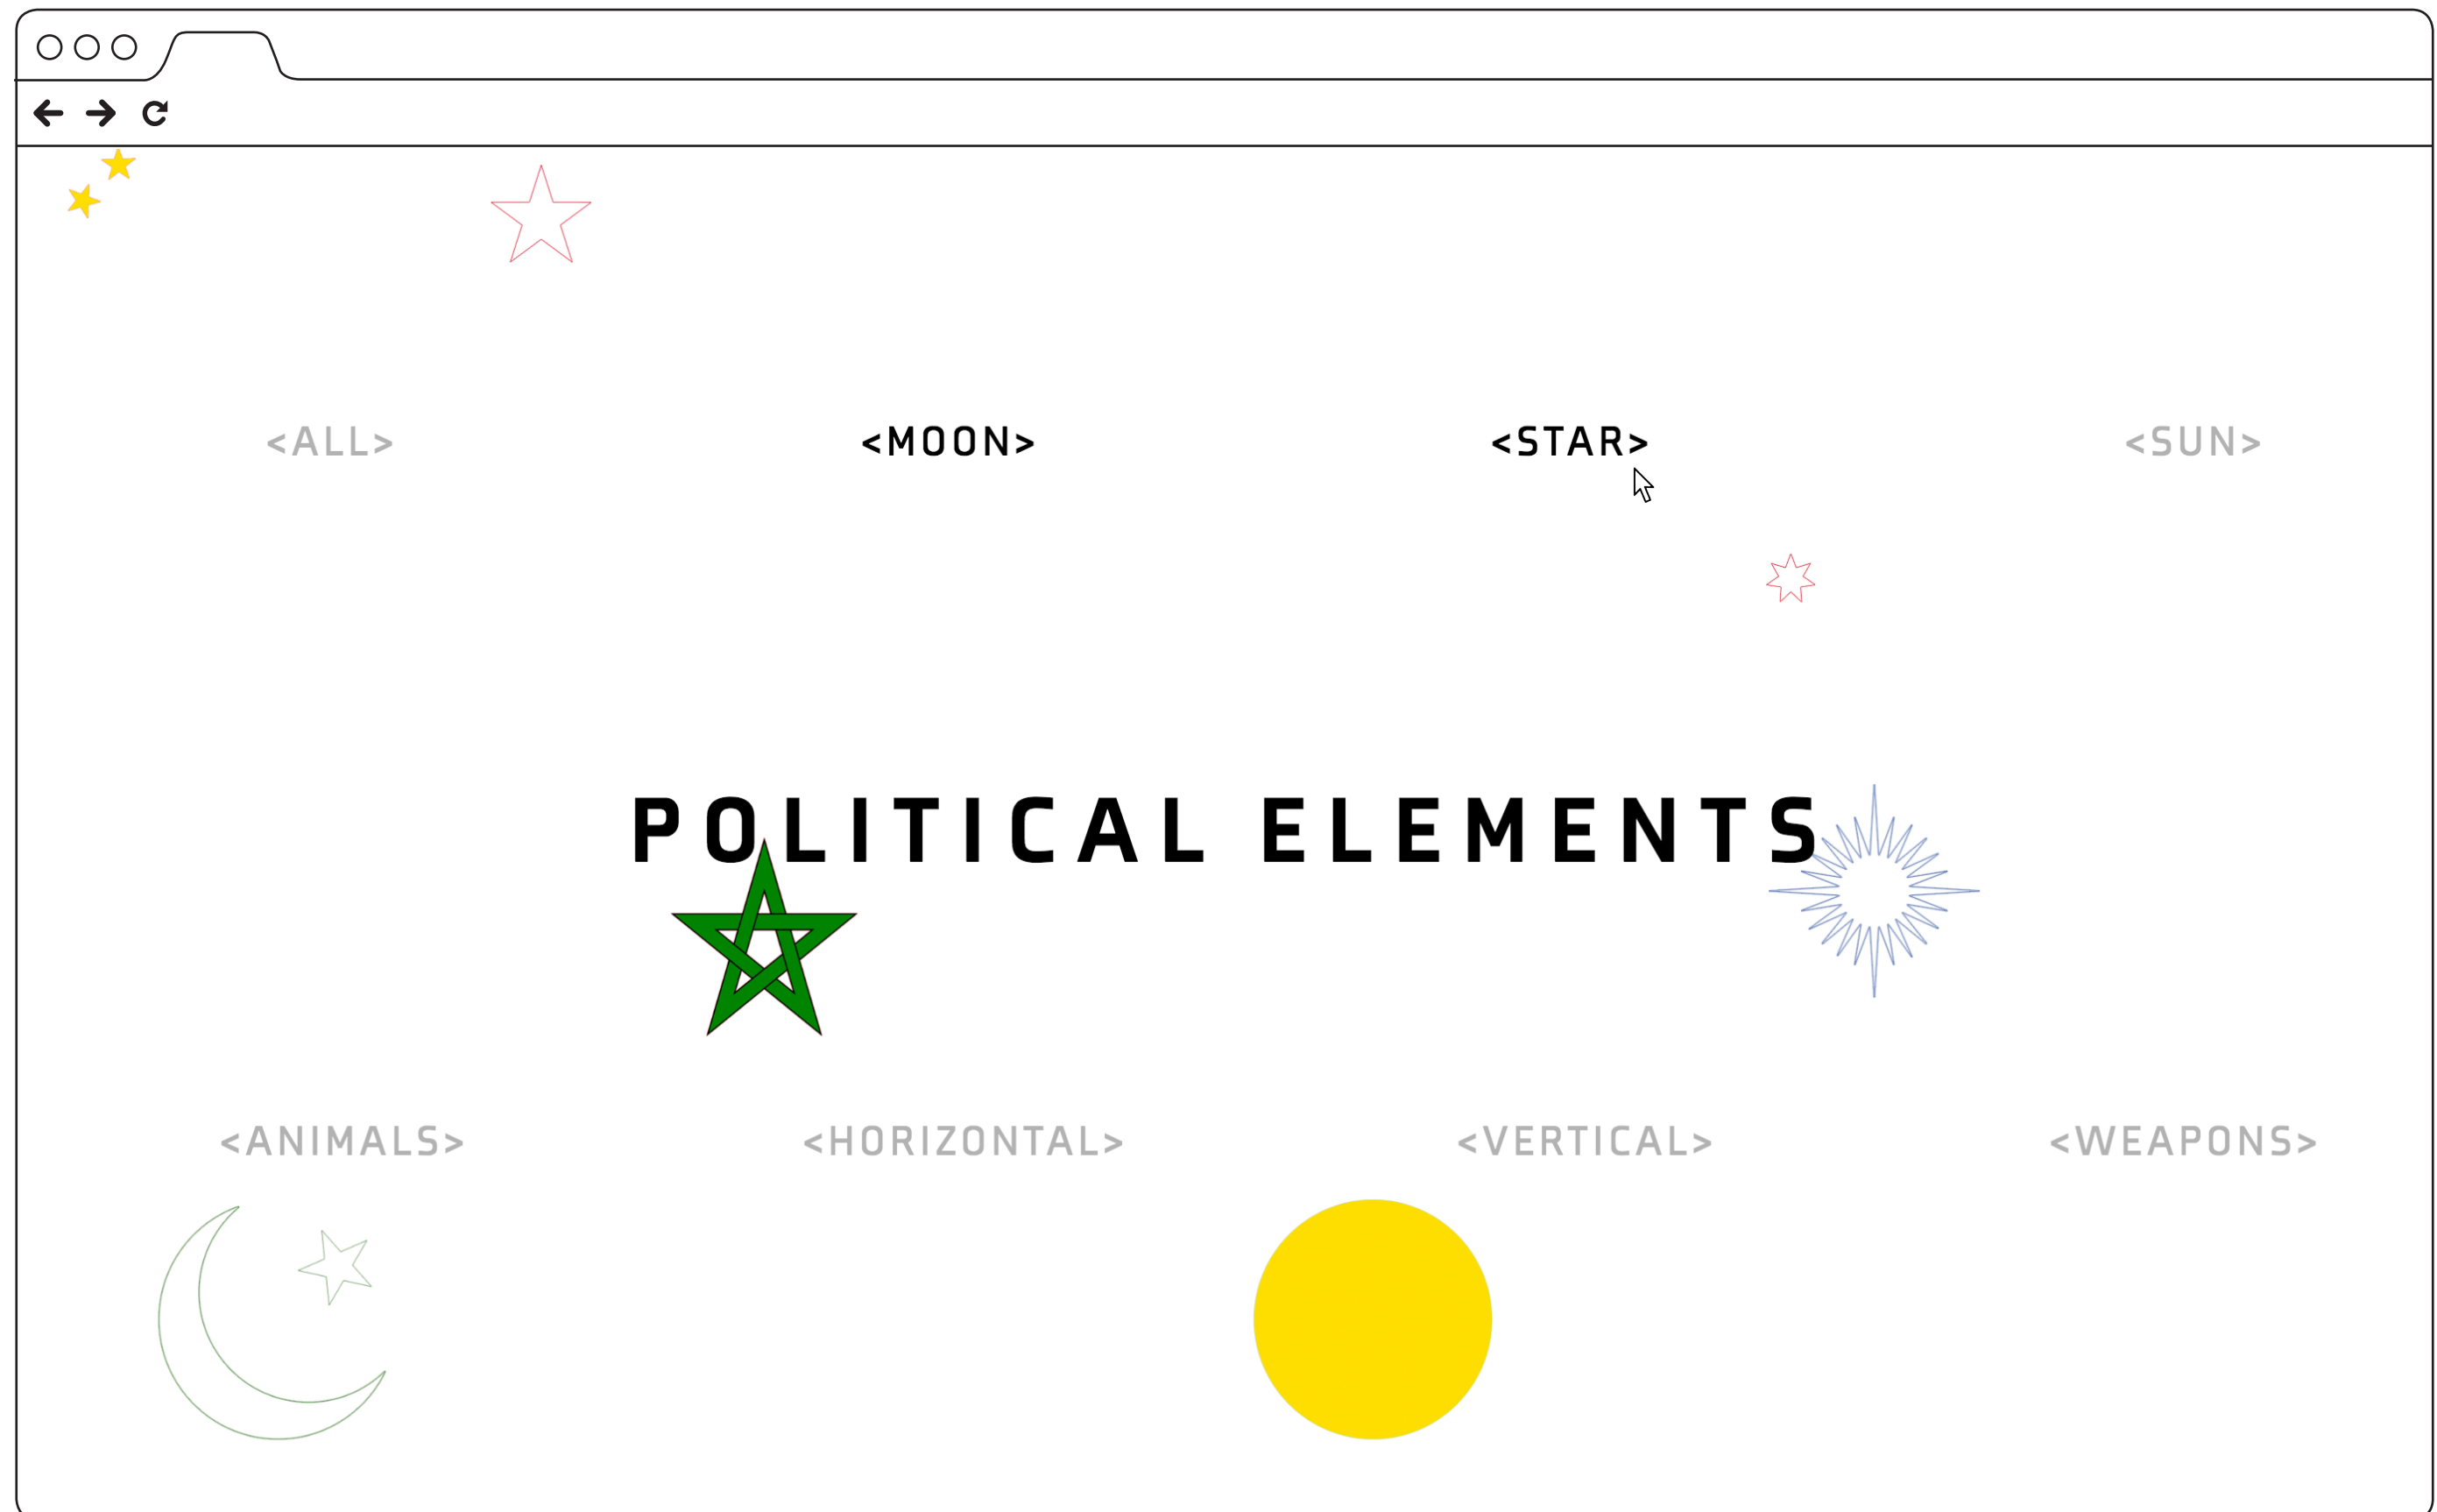 <ALL> <MOON> <STAR> <SUN>
POLITICAL ELEMENTS
<ANIMALS> <HORIZONTAL> <VERTICAL> <WEAPONS>